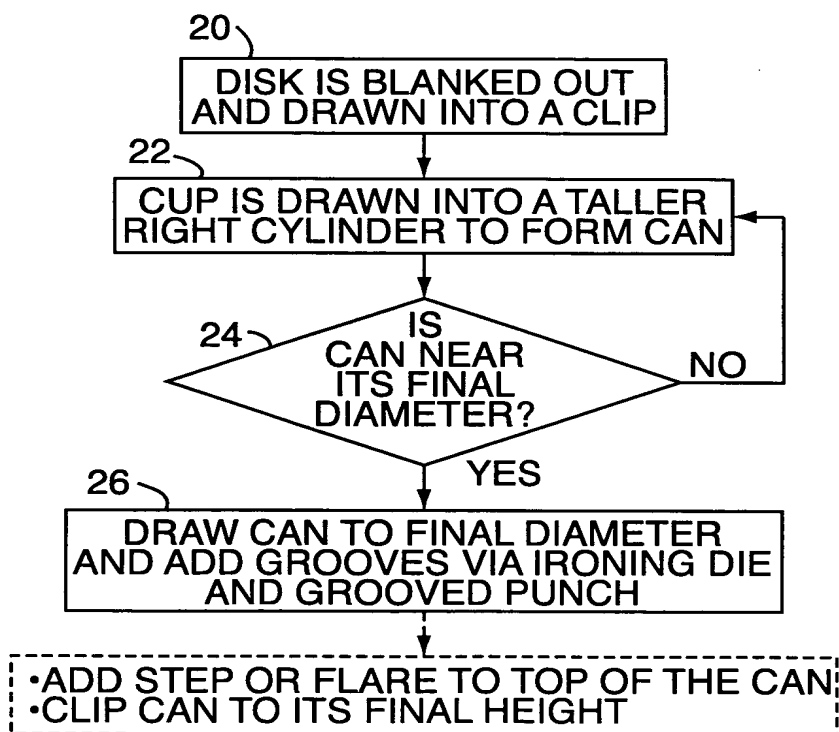 20
DISK IS BLANKED OUT
AND DRAWN INTO A CLIP
22
CUP IS DRAWN INTO A TALLER
RIGHT CYLINDER TO FORM CAN
24
IS
CAN NEAR
ITS FINAL
DIAMETER?
NO
YES
26
DRAW CAN TO FINAL DIAMETER
AND ADD GROOVES VIA IRONING DIE
AND GROOVED PUNCH
•ADD STEP OR FLARE TO TOP OF THE CAN
•CLIP CAN TO ITS FINAL HEIGHT